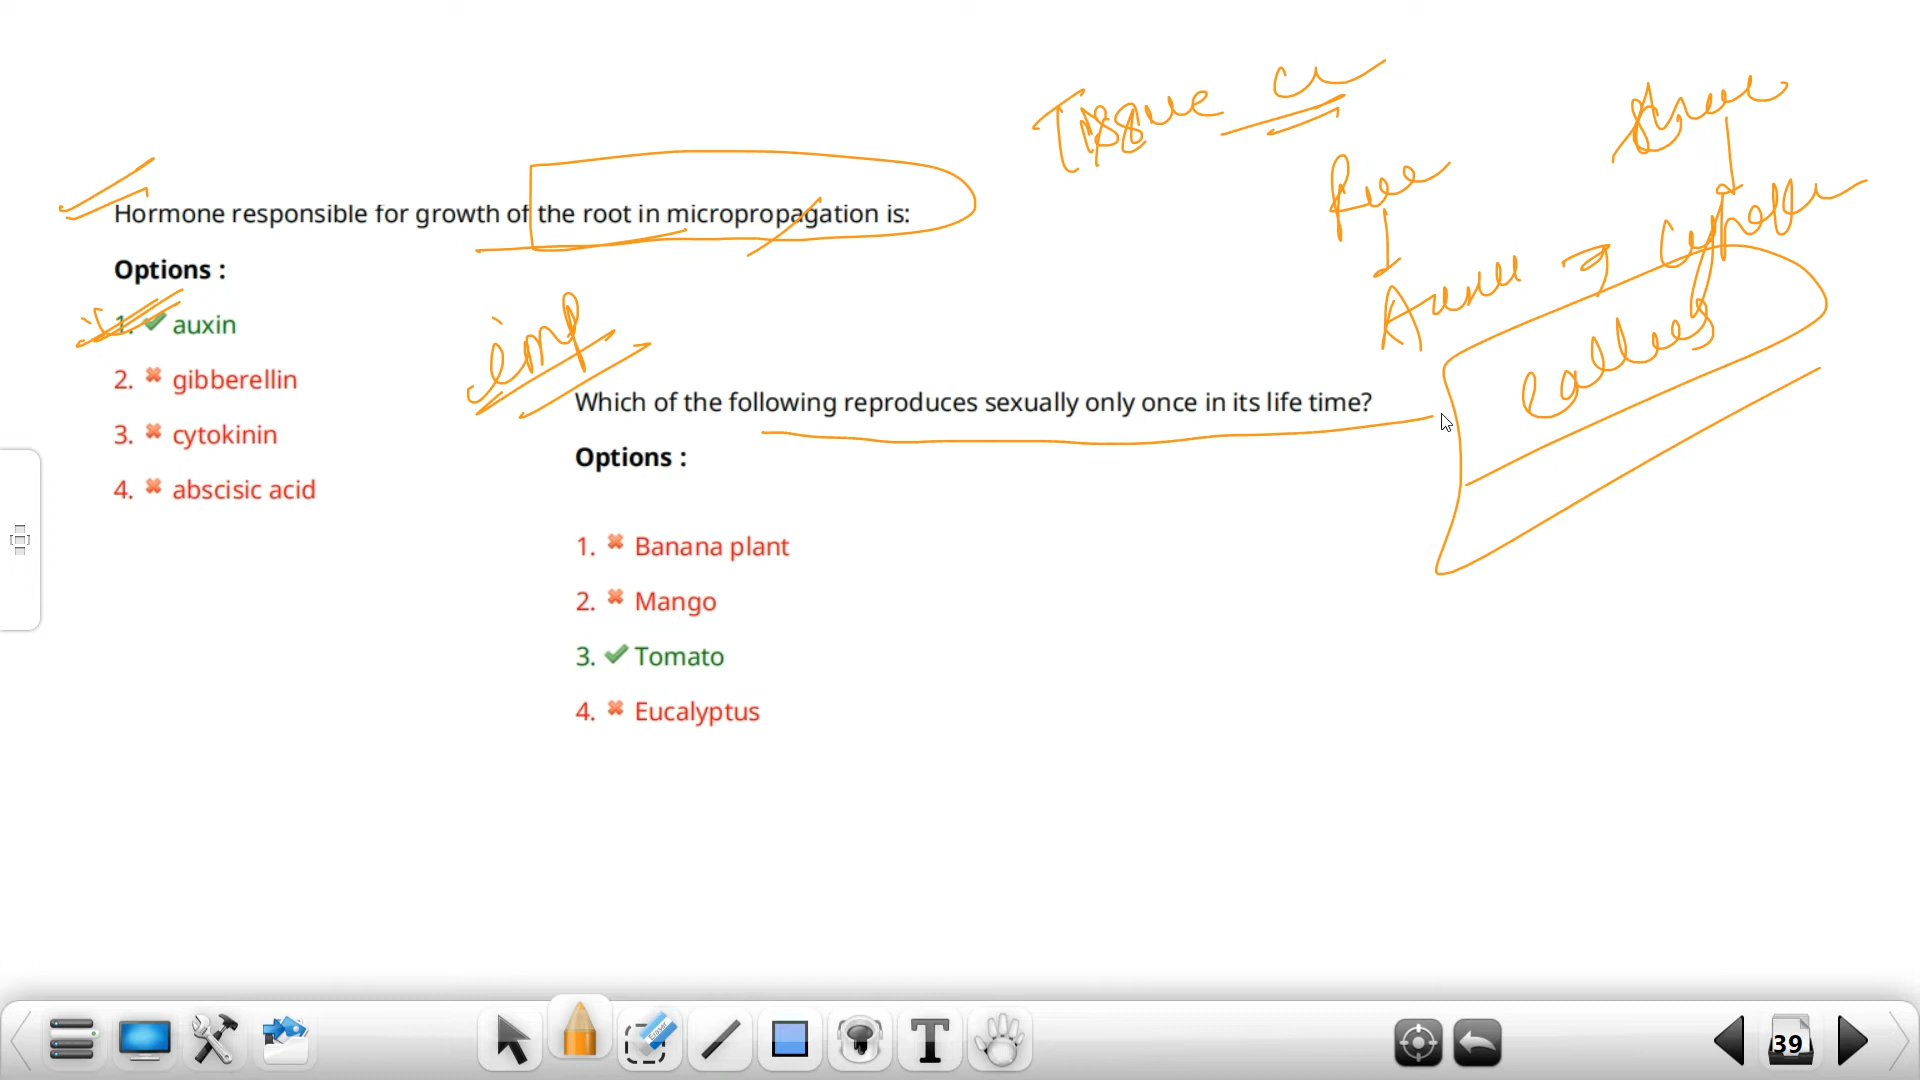 Tissue
Hormone responsible for growth of the root in micropropagation is:
Options :
1. auxin
2. gibberellin
3. cytokinin
4. abscisic acid
imp
callus
Which of the following reproduces sexually only once in its life time?
Options :
1. Banana plant
2. Mango
3. Tomato
4. Eucalyptus
Eraser
T
39